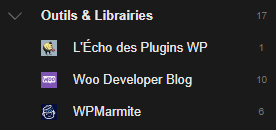 Outils & Librairies 17
L'Écho des Plugins WP 1
Woo Developer Blog 10
WPMarmite 6